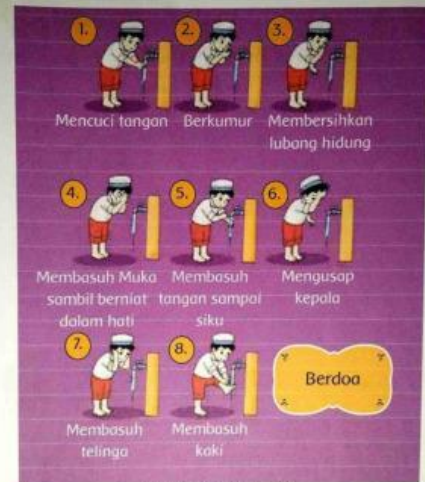 1. 2. 3.
Mencuci tangan Berkumur Membersihkan
lubang hidung
4. 5. 6.
Membasuh Muka
sambil berniat
dalam hati
Membasuh
tangan sampai
siku
Mengusap
kepala
7. 8.
Membasuh
telinga
Membasuh
kaki
Berdoa